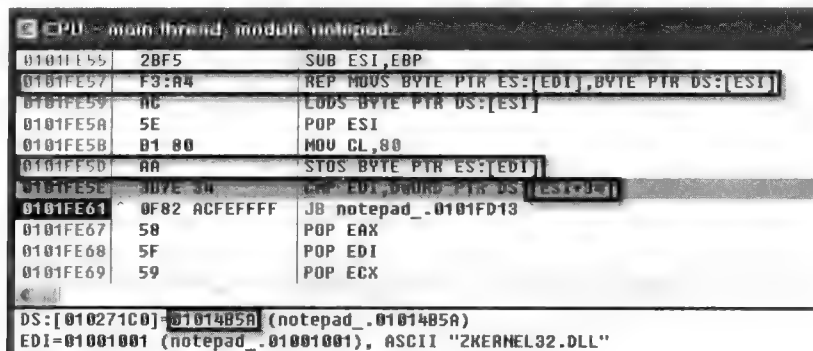 CPU - main thread, module notepad_
0101FE55 2BF5 SUB ESI,EBP
0101FE57 F3:A4 REP MOVS BYTE PTR ES:[EDI],BYTE PTR DS:[ESI]
0101FE59 AC LODS BYTE PTR DS:[ESI]
0101FE5A 5E POP ESI
0101FE5B B1 80 MOV CL,80
0101FE5D AA STOS BYTE PTR ES:[EDI]
0101FE5E 3B7E 34 CMP EDI,DWORD PTR DS:[ESI+34]
0101FE61 ^ 0F82 ACFEFFFF JB notepad_.0101FD13
0101FE67 58 POP EAX
0101FE68 5F POP EDI
0101FE69 59 POP ECX
DS:[010271C0]=01014B5A (notepad_.01014B5A)
EDI=01001001 (notepad_.01001001), ASCII "ZKERNEL32.DLL"